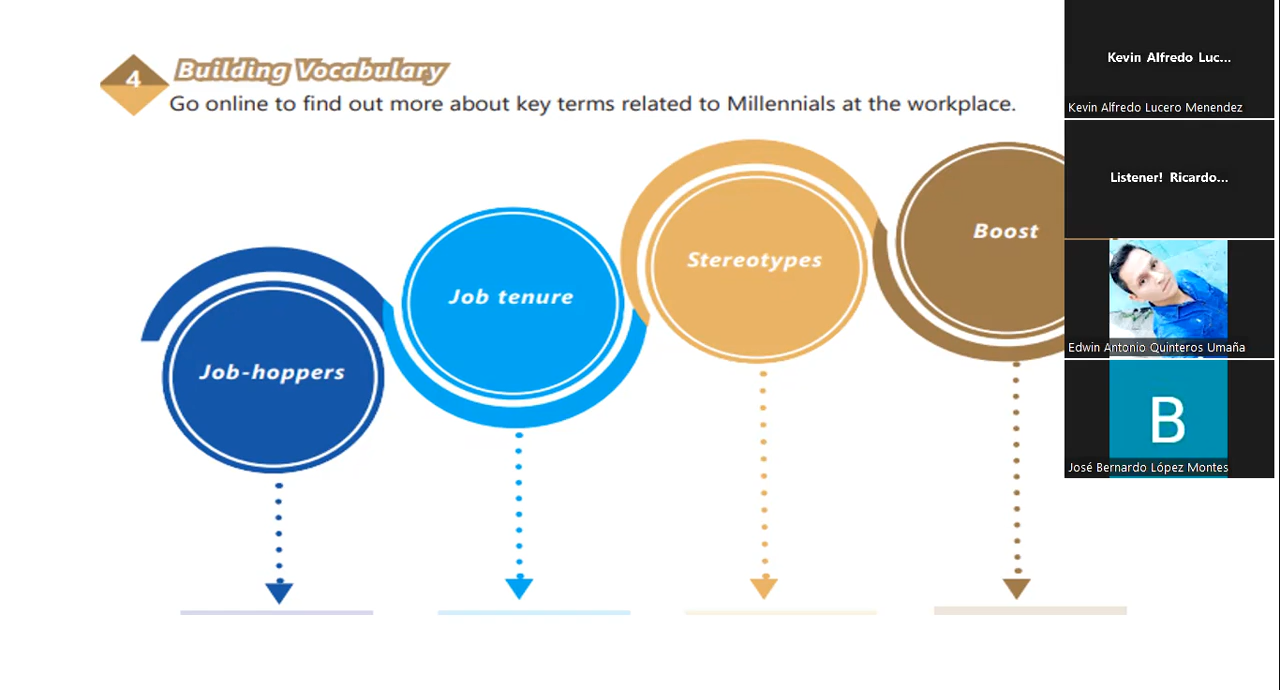 4
Building Vocabulary
Go online to find out more about key terms related to Millennials at the workplace.
Job-hoppers
Job tenure
Stereotypes
Boost
Kevin Alfredo Luc...
Kevin Alfredo Lucero Menendez
Listener! Ricardo...
Edwin Antonio Quinteros Umaña
B
José Bernardo López Montes